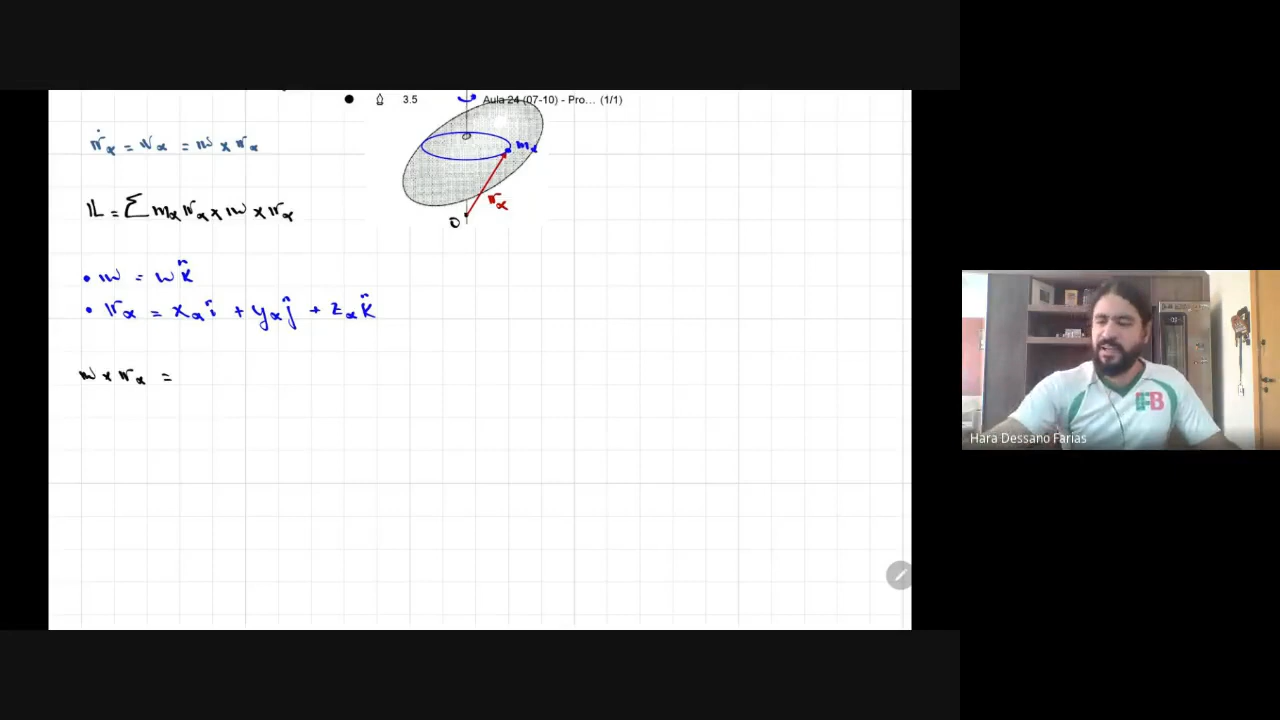 3.5 Aula 24 (07-10) - Pro... (1/1)
ṙα = vα = ω × rα
mα
rα
O
L = Σ mα rα × ω × rα
• ω = ω k̂
• rα = xα î + yα ĵ + zα k̂
ω × rα =
IFB
Hara Dessano Farias